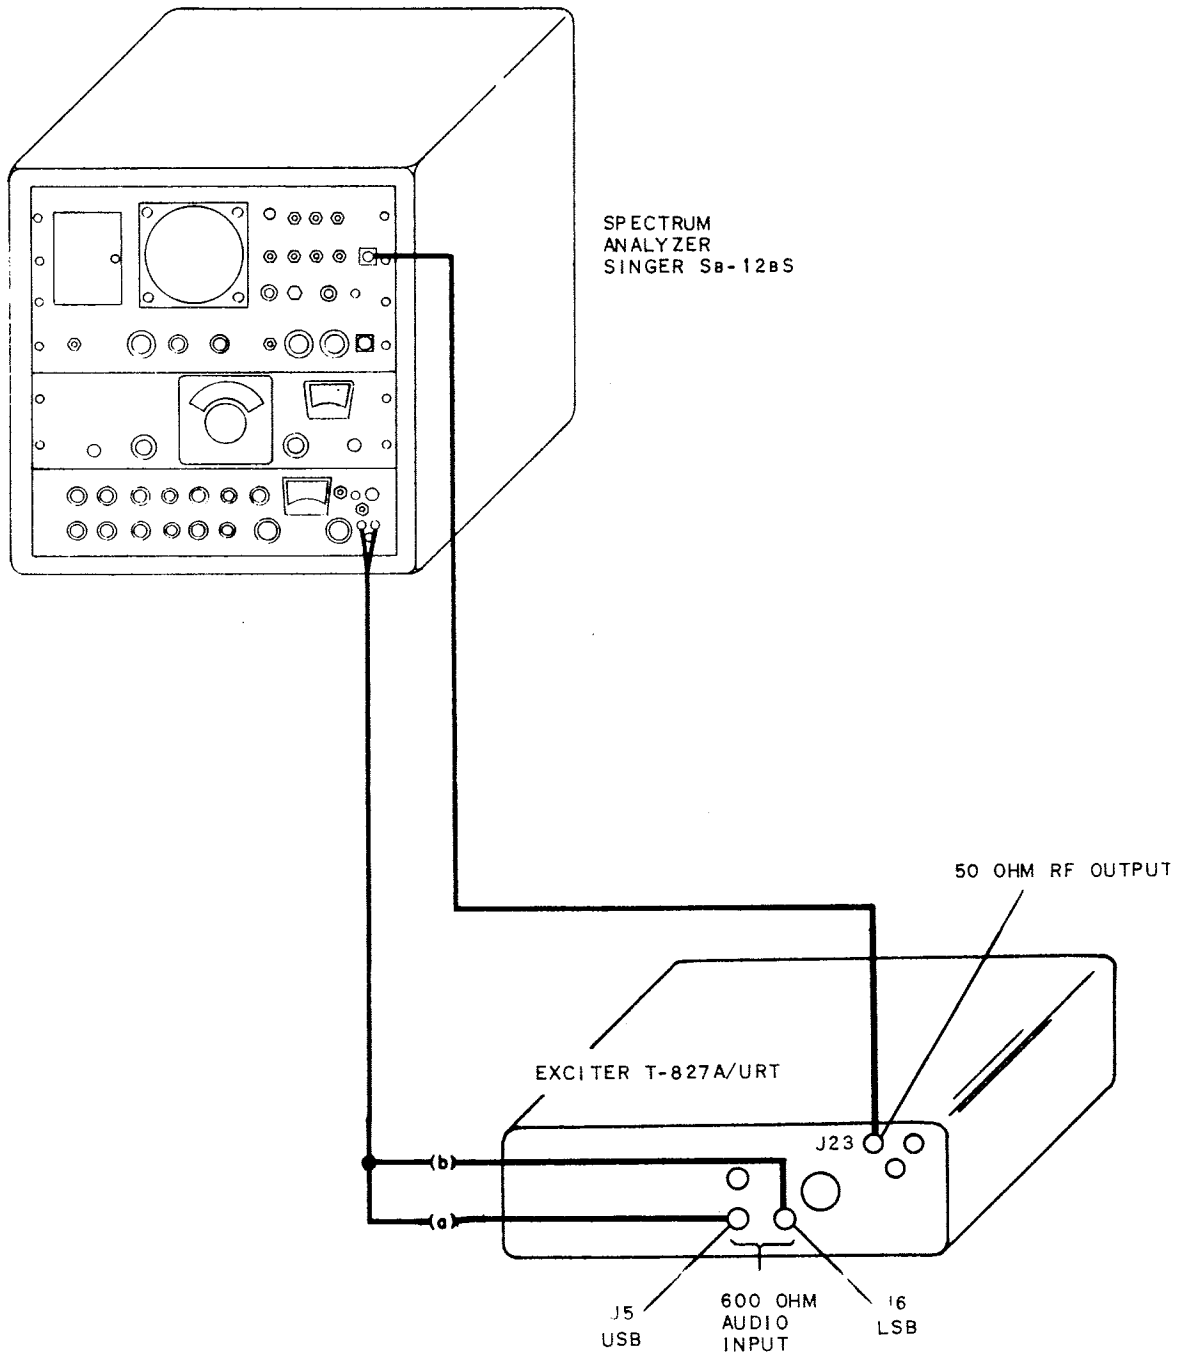 SPECTRUM
ANALYZER
SINGER SB-12BS
50 OHM RF OUTPUT
EXCITER T-827A/URT
J23
(b)
(a)
J5
USB
600 OHM
AUDIO
INPUT
J6
LSB